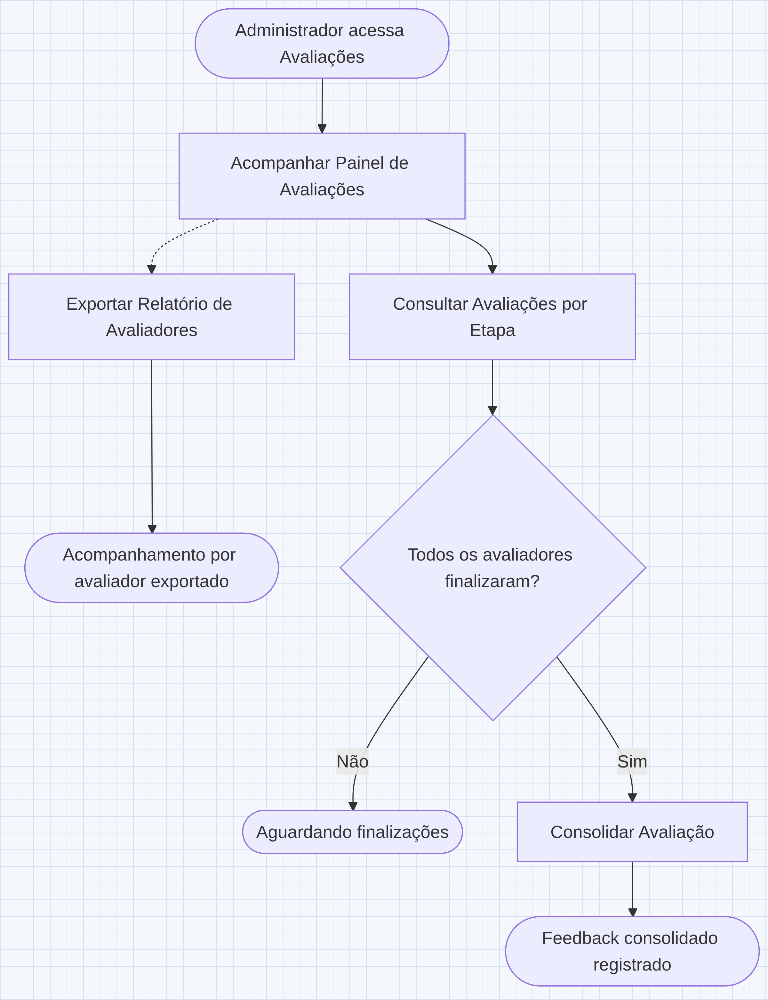 Administrador acessa
Avaliações
Acompanhar Painel de
Avaliações
Exportar Relatório de
Avaliadores
Consultar Avaliações por
Etapa
Acompanhamento por
avaliador exportado
Todos os avaliadores
finalizaram?
Não
Sim
Aguardando finalizações
Consolidar Avaliação
Feedback consolidado
registrado